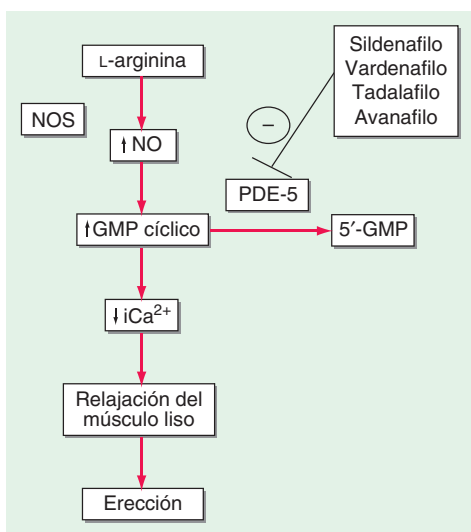 L-arginina
Sildenafilo
Vardenafilo
Tadalafilo
Avanafilo
NOS
−
↑NO
PDE-5
↑GMP cíclico
5′-GMP
↓iCa²⁺
Relajación del
músculo liso
Erección